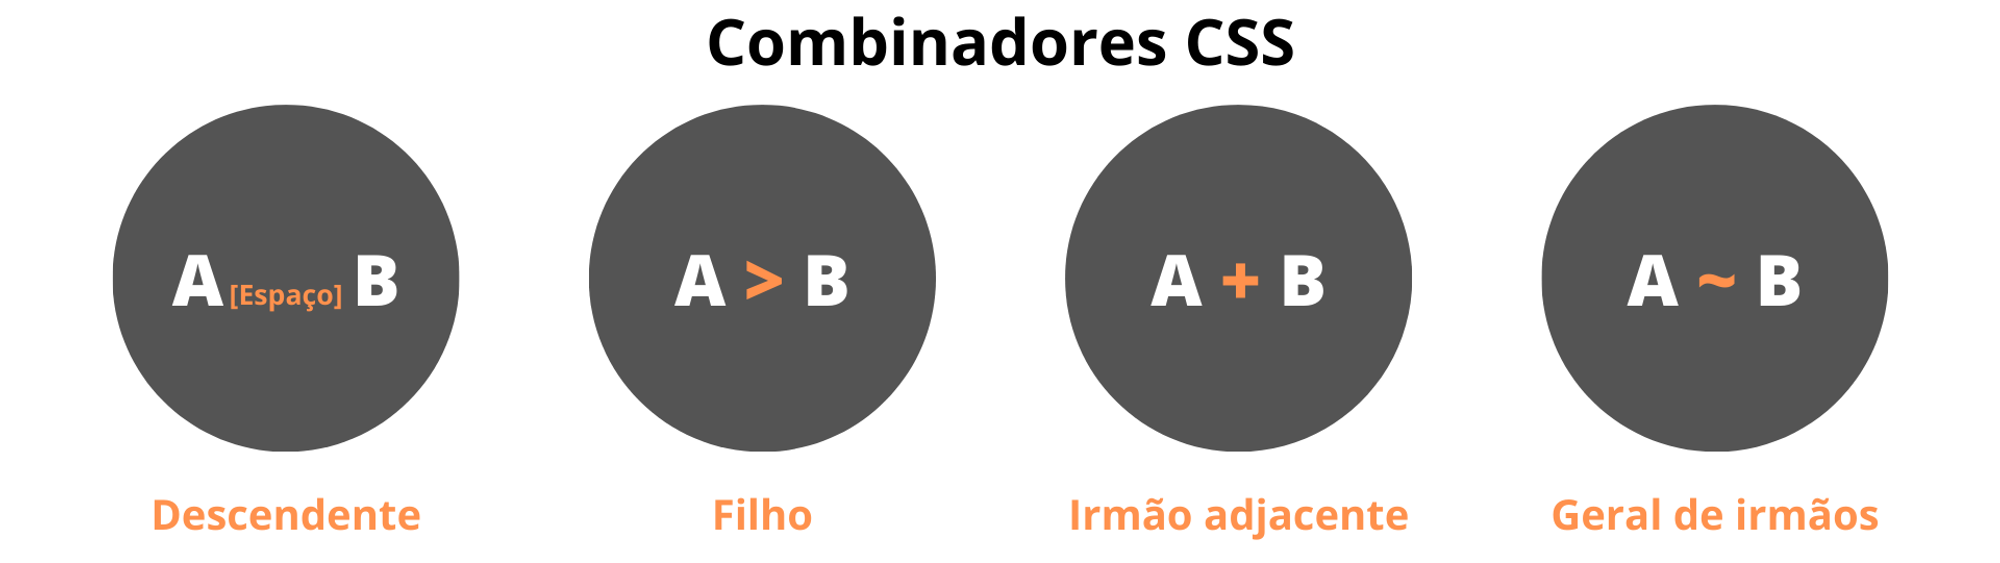 Combinadores CSS
A [Espaço] B
A > B
A + B
A ~ B
Descendente
Filho
Irmão adjacente
Geral de irmãos